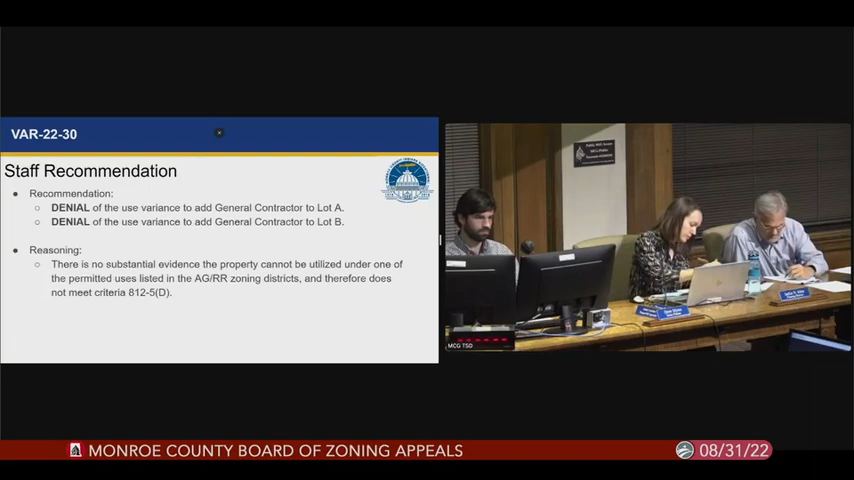 VAR-22-30
Staff Recommendation
● Recommendation:
○ DENIAL of the use variance to add General Contractor to Lot A.
○ DENIAL of the use variance to add General Contractor to Lot B.
● Reasoning:
○ There is no substantial evidence the property cannot be utilized under one of
the permitted uses listed in the AG/RR zoning districts, and therefore does
not meet criteria 812-5(D).
MCG TSD
MONROE COUNTY BOARD OF ZONING APPEALS
08/31/22